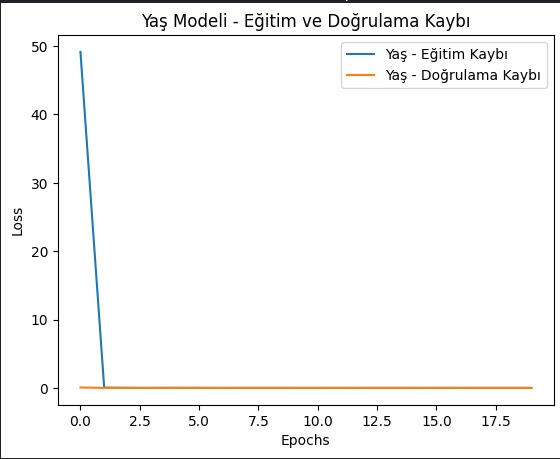 Yaş Modeli - Eğitim ve Doğrulama Kaybı
Yaş - Eğitim Kaybı
Yaş - Doğrulama Kaybı
50
40
30
20
10
0
Loss
0.0 2.5 5.0 7.5 10.0 12.5 15.0 17.5
Epochs